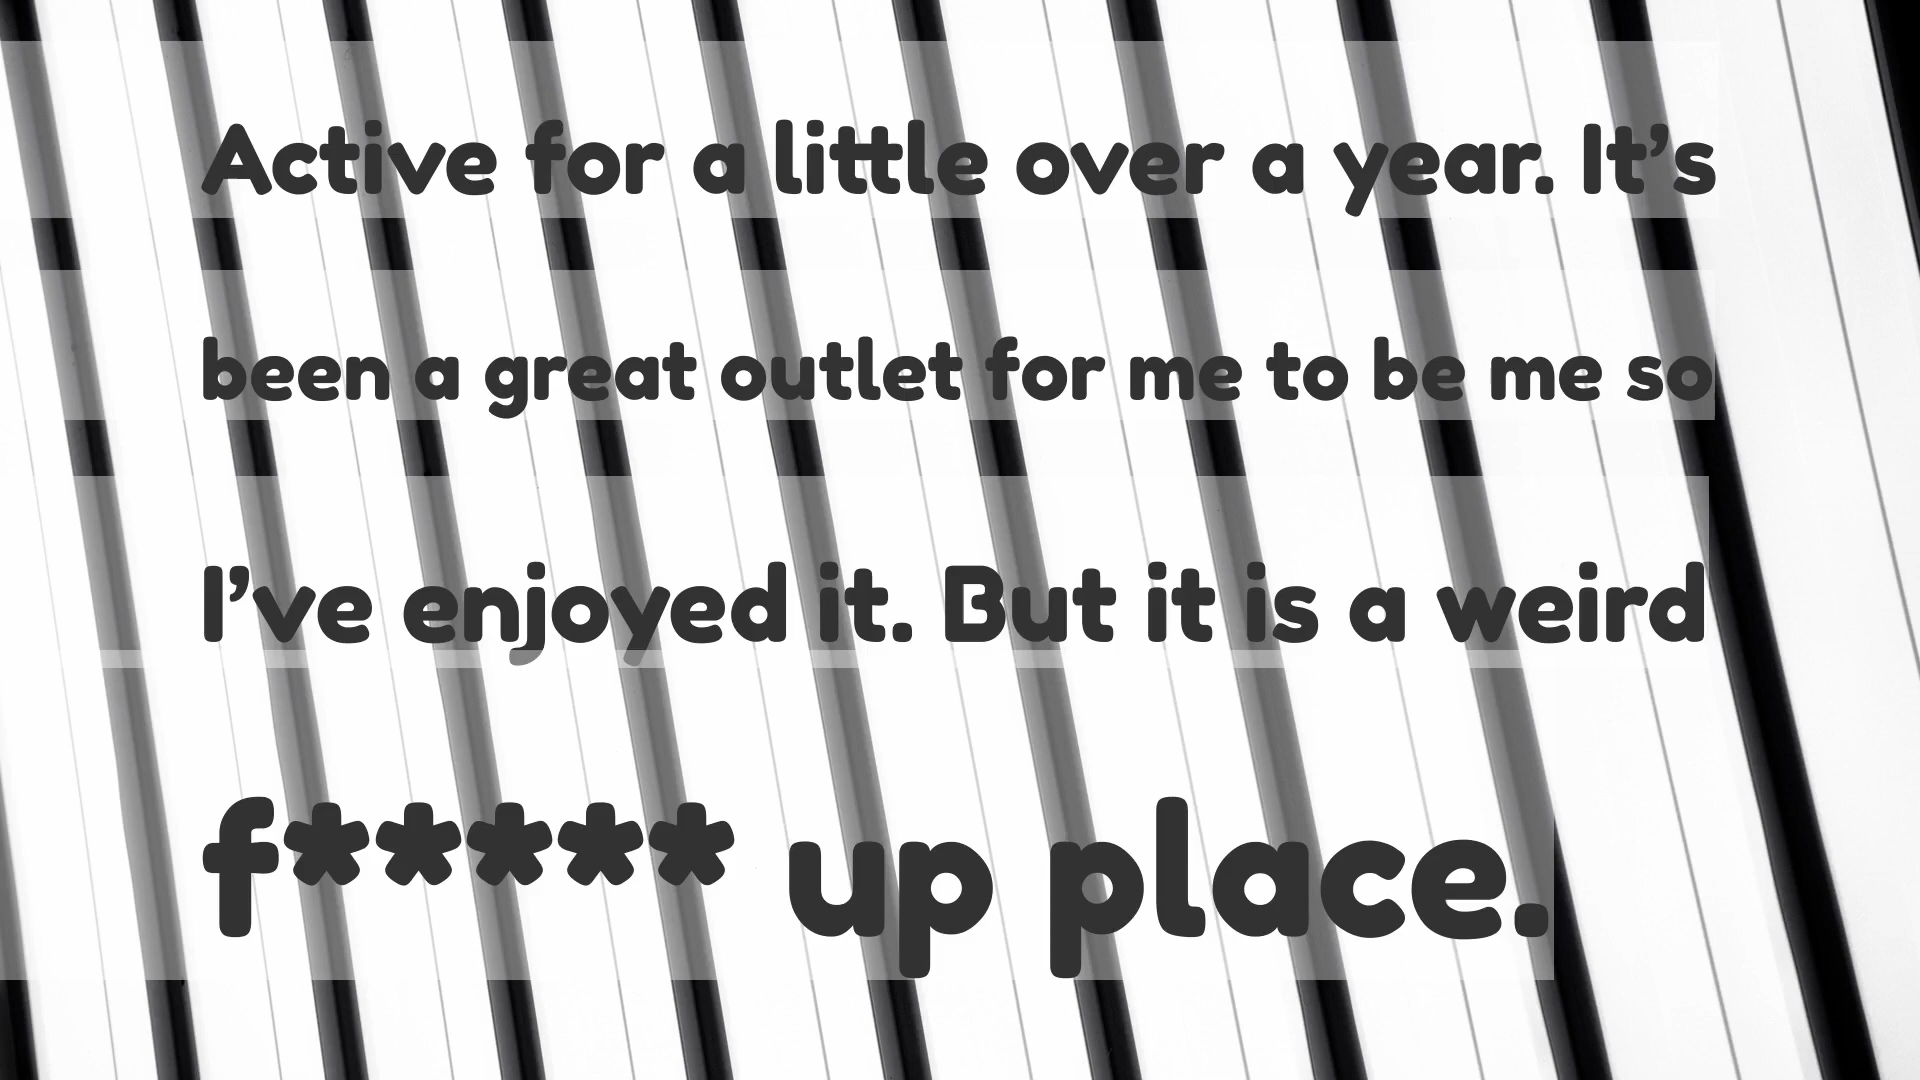 Active for a little over a year. It’s
been a great outlet for me to be me so
I’ve enjoyed it. But it is a weird
f***** up place.